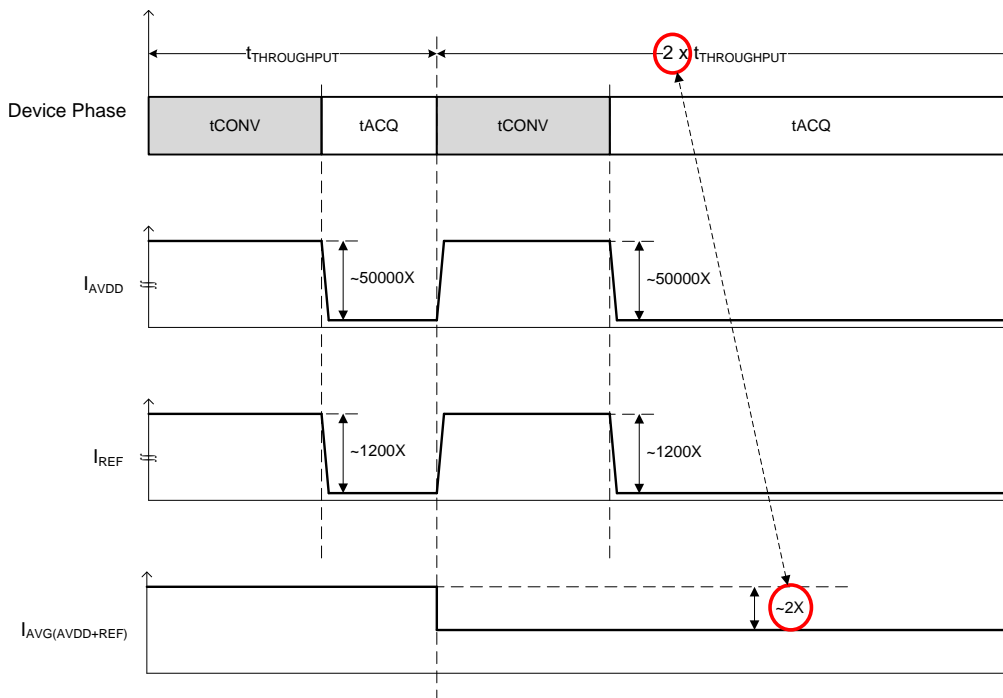 tTHROUGHPUT
2 x tTHROUGHPUT
Device Phase
tCONV
tACQ
tCONV
tACQ
IAVDD
~50000X
~50000X
IREF
~1200X
~1200X
IAVG(AVDD+REF)
~2X